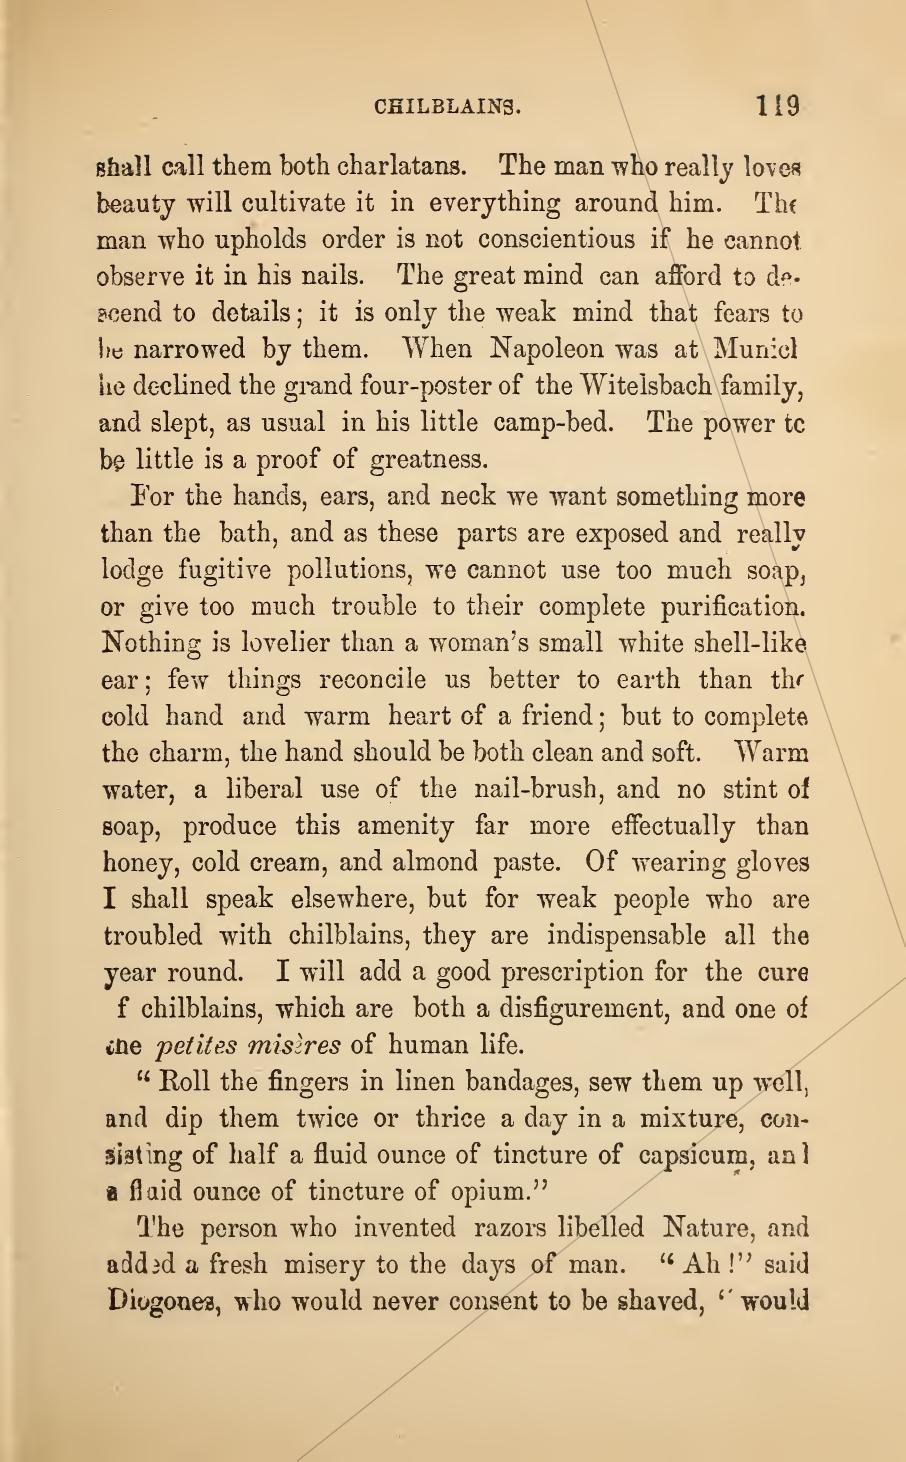 CHILBLAINS. 119
shall call them both charlatans. The man who really loves
beauty will cultivate it in everything around him. The
man who upholds order is not conscientious if he cannot
observe it in his nails. The great mind can afford to de-
scend to details; it is only the weak mind that fears to
be narrowed by them. When Napoleon was at Munich
he declined the grand four-poster of the Witelsbach family,
and slept, as usual in his little camp-bed. The power to
be little is a proof of greatness.
For the hands, ears, and neck we want something more
than the bath, and as these parts are exposed and really
lodge fugitive pollutions, we cannot use too much soap,
or give too much trouble to their complete purification.
Nothing is lovelier than a woman's small white shell-like
ear; few things reconcile us better to earth than the
cold hand and warm heart of a friend; but to complete
the charm, the hand should be both clean and soft. Warm
water, a liberal use of the nail-brush, and no stint of
soap, produce this amenity far more effectually than
honey, cold cream, and almond paste. Of wearing gloves
I shall speak elsewhere, but for weak people who are
troubled with chilblains, they are indispensable all the
year round. I will add a good prescription for the cure
f chilblains, which are both a disfigurement, and one of
the petites misères of human life.
“ Roll the fingers in linen bandages, sew them up well,
and dip them twice or thrice a day in a mixture, con-
sisting of half a fluid ounce of tincture of capsicum, and
a fluid ounce of tincture of opium.”
The person who invented razors libelled Nature, and
added a fresh misery to the days of man. “ Ah !” said
Diogones, who would never consent to be shaved, “ would